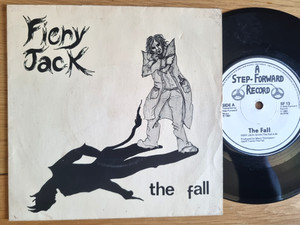 Fiery
Jack
the fall
A
STEP-FORWARD
RECORD
SIDE A
SF 13
The Fall